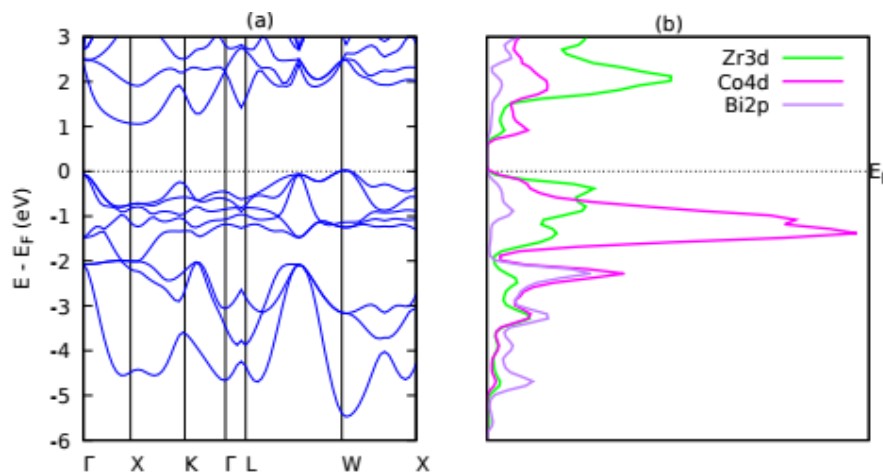 (a)
(b)
3
2
1
0
-1
-2
-3
-4
-5
-6
E - E_F (eV)
Γ X K Γ L W X
Zr3d
Co4d
Bi2p
E